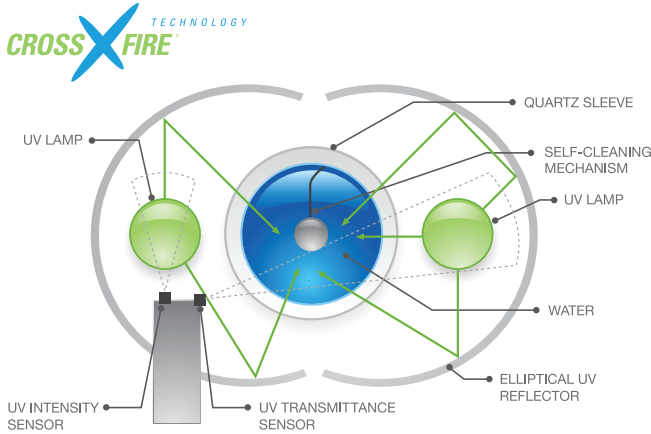 TECHNOLOGY
CROSS FIRE®
QUARTZ SLEEVE
UV LAMP
SELF-CLEANING
MECHANISM
UV LAMP
WATER
ELLIPTICAL UV
REFLECTOR
UV INTENSITY
SENSOR
UV TRANSMITTANCE
SENSOR